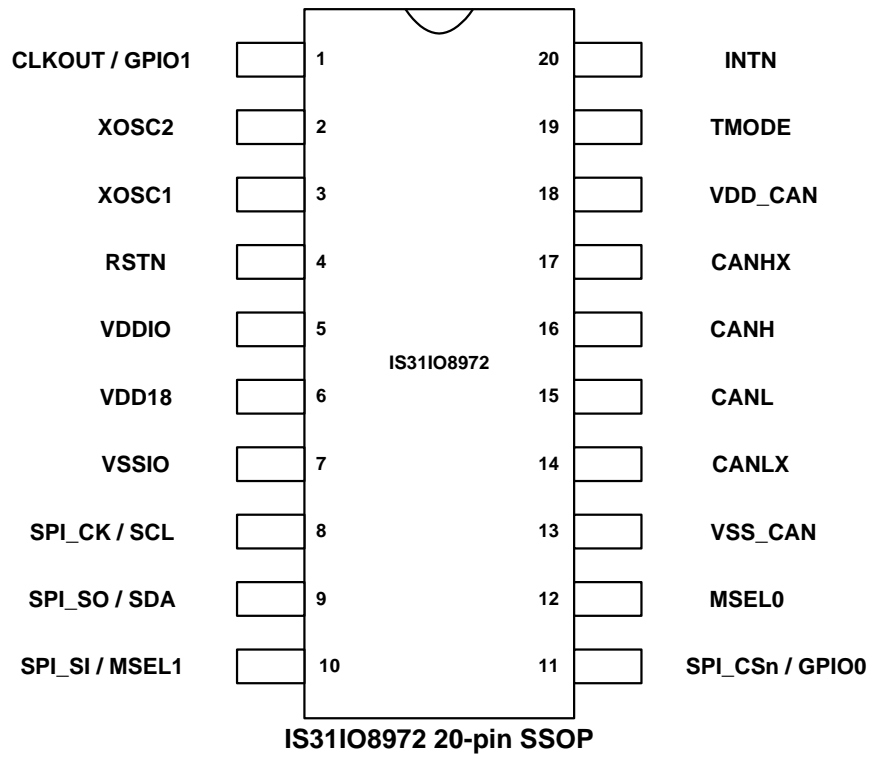 CLKOUT / GPIO1 1 20 INTN
XOSC2 2 19 TMODE
XOSC1 3 18 VDD_CAN
RSTN 4 17 CANHX
VDDIO 5 16 CANH
IS31IO8972
VDD18 6 15 CANL
VSSIO 7 14 CANLX
SPI_CK / SCL 8 13 VSS_CAN
SPI_SO / SDA 9 12 MSEL0
SPI_SI / MSEL1 10 11 SPI_CSn / GPIO0
IS31IO8972 20-pin SSOP